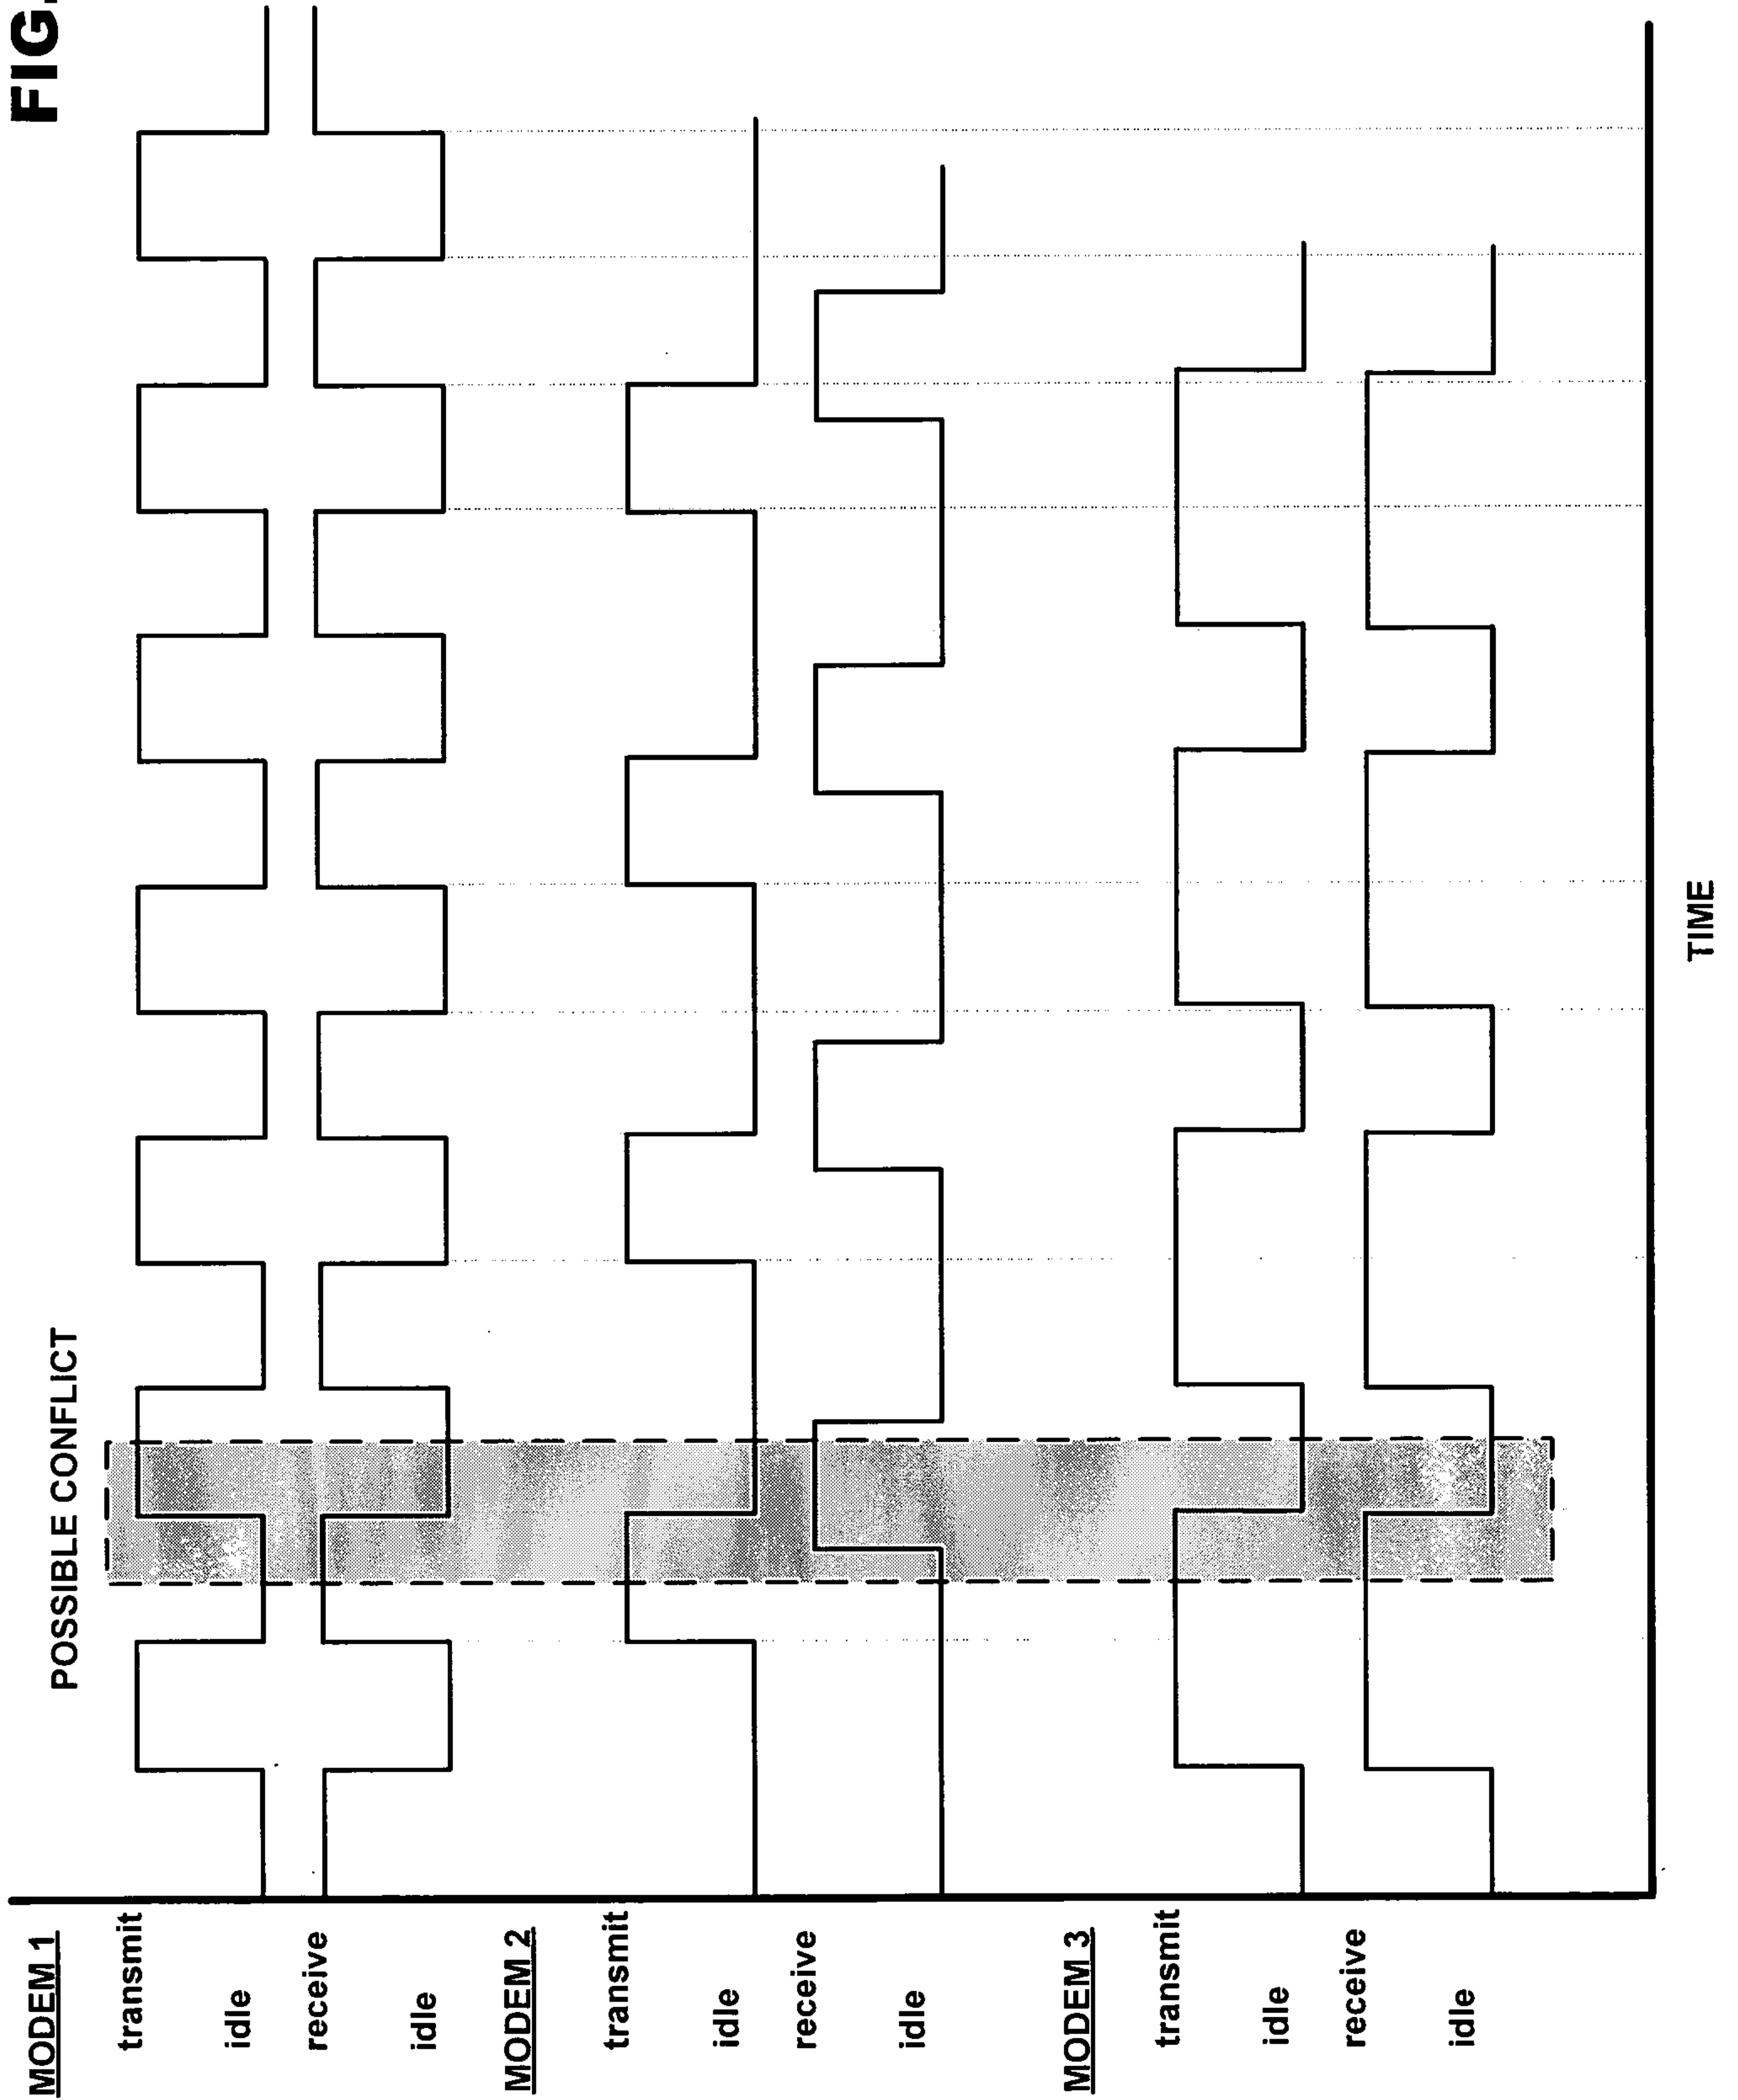 FIG.
POSSIBLE CONFLICT
MODEM 1
transmit
idle
receive
idle
MODEM 2
transmit
idle
receive
idle
MODEM 3
transmit
idle
receive
idle
TIME